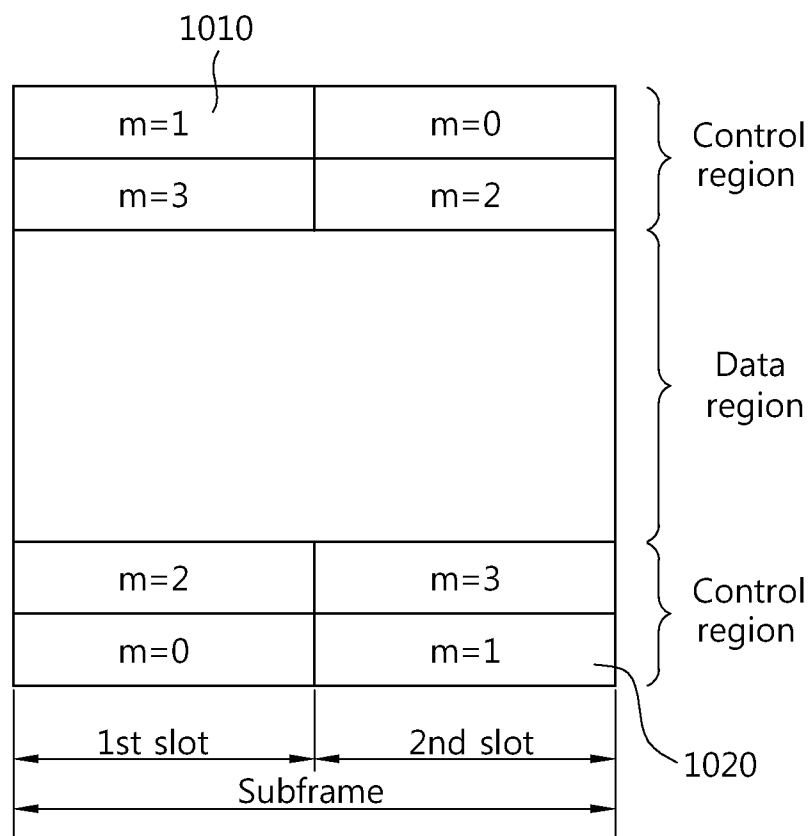 1010
m=1
m=0
Control
region
m=3
m=2
Data
region
m=2
m=3
Control
region
m=0
m=1
1st slot
2nd slot
1020
Subframe